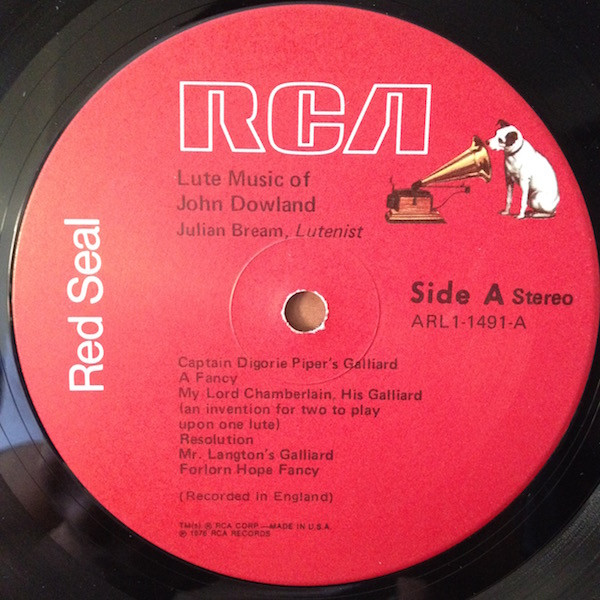 RCA
Lute Music of
John Dowland
Julian Bream, Lutenist
Red Seal
Side A Stereo
ARL1-1491-A
Captain Digorie Piper's Galliard
A Fancy
My Lord Chamberlain, His Galliard
(an invention for two to play
upon one lute)
Resolution
Mr. Langton's Galliard
Forlorn Hope Fancy
(Recorded in England)
TM(s) ® RCA CORP.—MADE IN U.S.A.
℗ 1976 RCA RECORDS